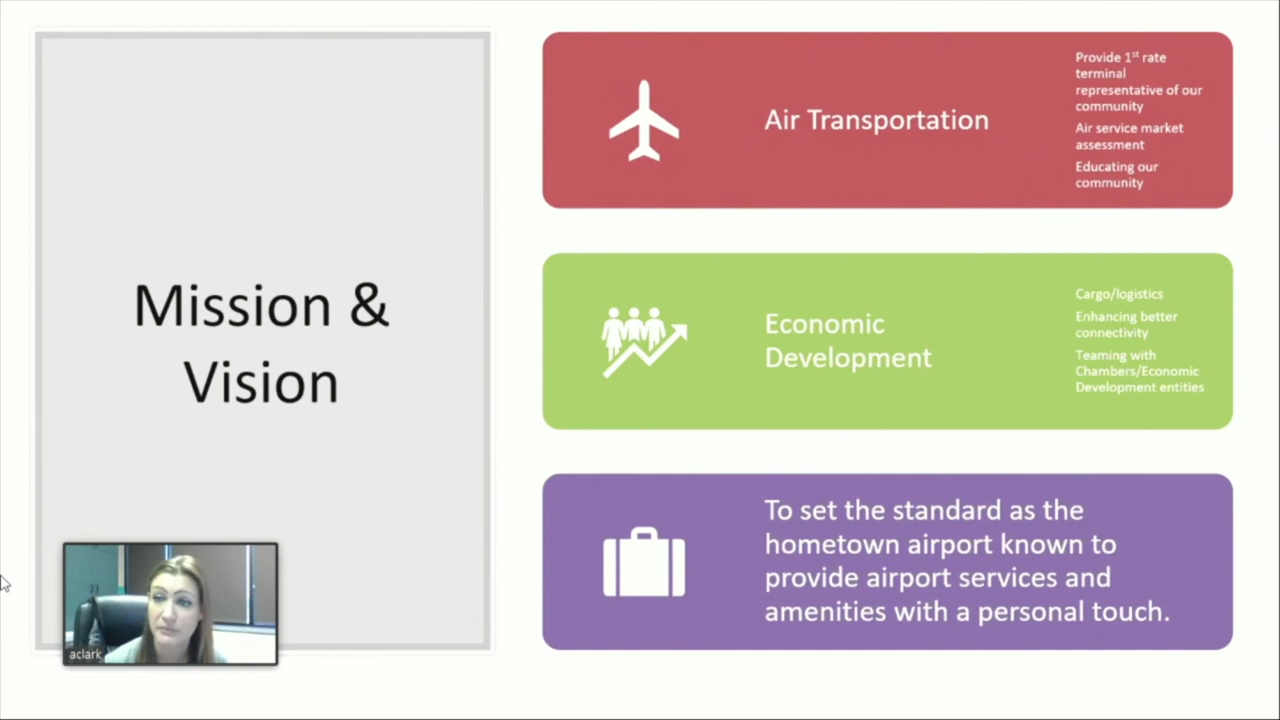 Mission &
Vision
Air Transportation
Provide 1st rate
terminal
representative of our
community
Air service market
assessment
Educating our
community
Economic
Development
Cargo/logistics
Enhancing better
connectivity
Teaming with
Chambers/Economic
Development entities
To set the standard as the
hometown airport known to
provide airport services and
amenities with a personal touch.
aclark